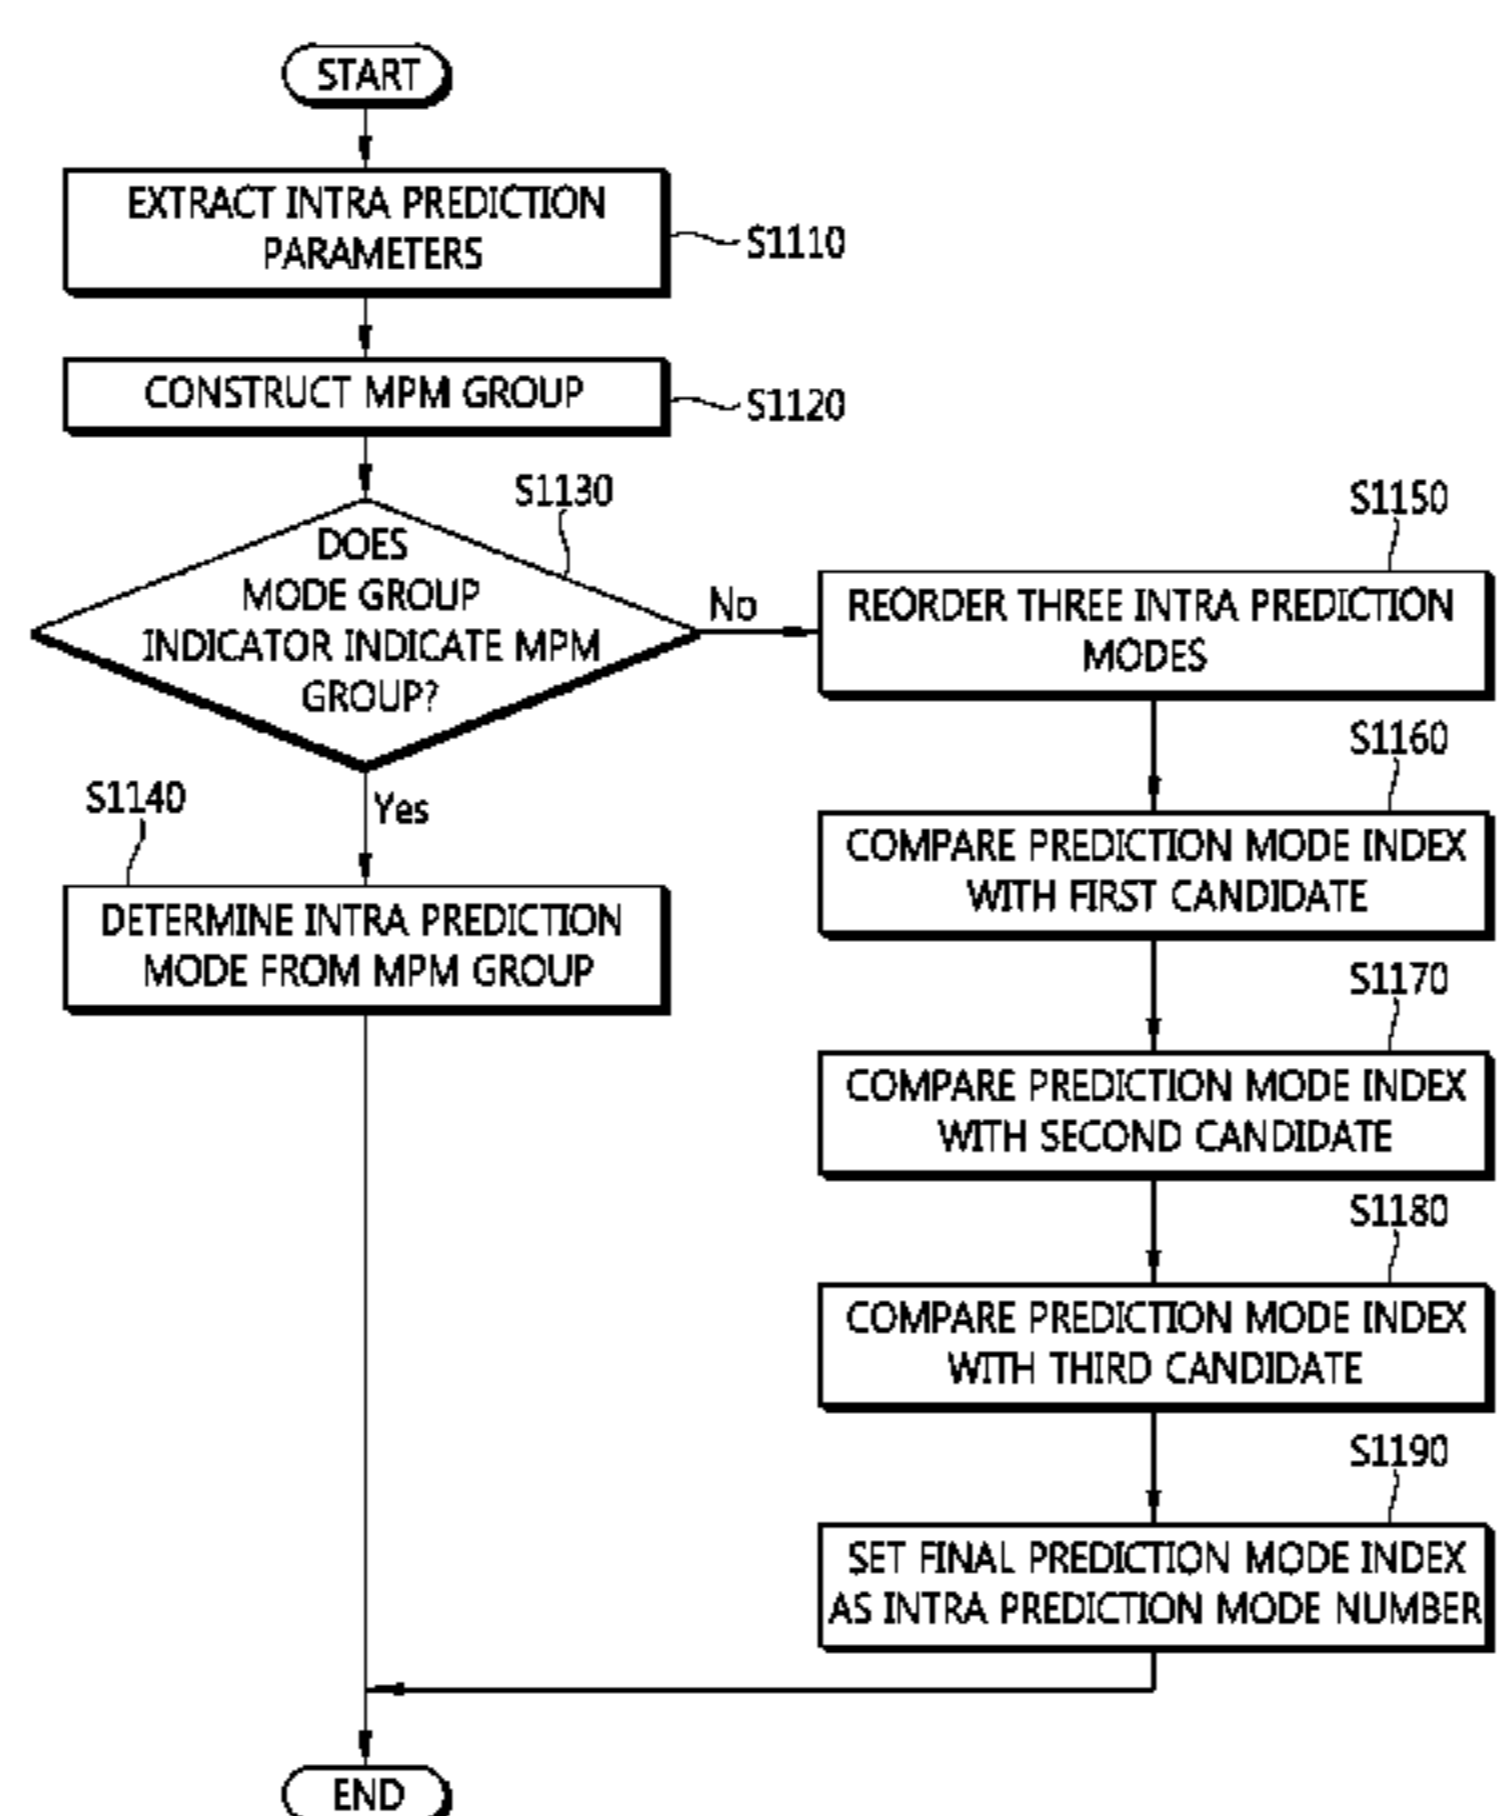 START
EXTRACT INTRA PREDICTION
PARAMETERS
S1110
CONSTRUCT MPM GROUP
S1120
S1130
DOES
MODE GROUP
INDICATOR INDICATE MPM
GROUP?
No
Yes
S1140
DETERMINE INTRA PREDICTION
MODE FROM MPM GROUP
S1150
REORDER THREE INTRA PREDICTION
MODES
S1160
COMPARE PREDICTION MODE INDEX
WITH FIRST CANDIDATE
S1170
COMPARE PREDICTION MODE INDEX
WITH SECOND CANDIDATE
S1180
COMPARE PREDICTION MODE INDEX
WITH THIRD CANDIDATE
S1190
SET FINAL PREDICTION MODE INDEX
AS INTRA PREDICTION MODE NUMBER
END